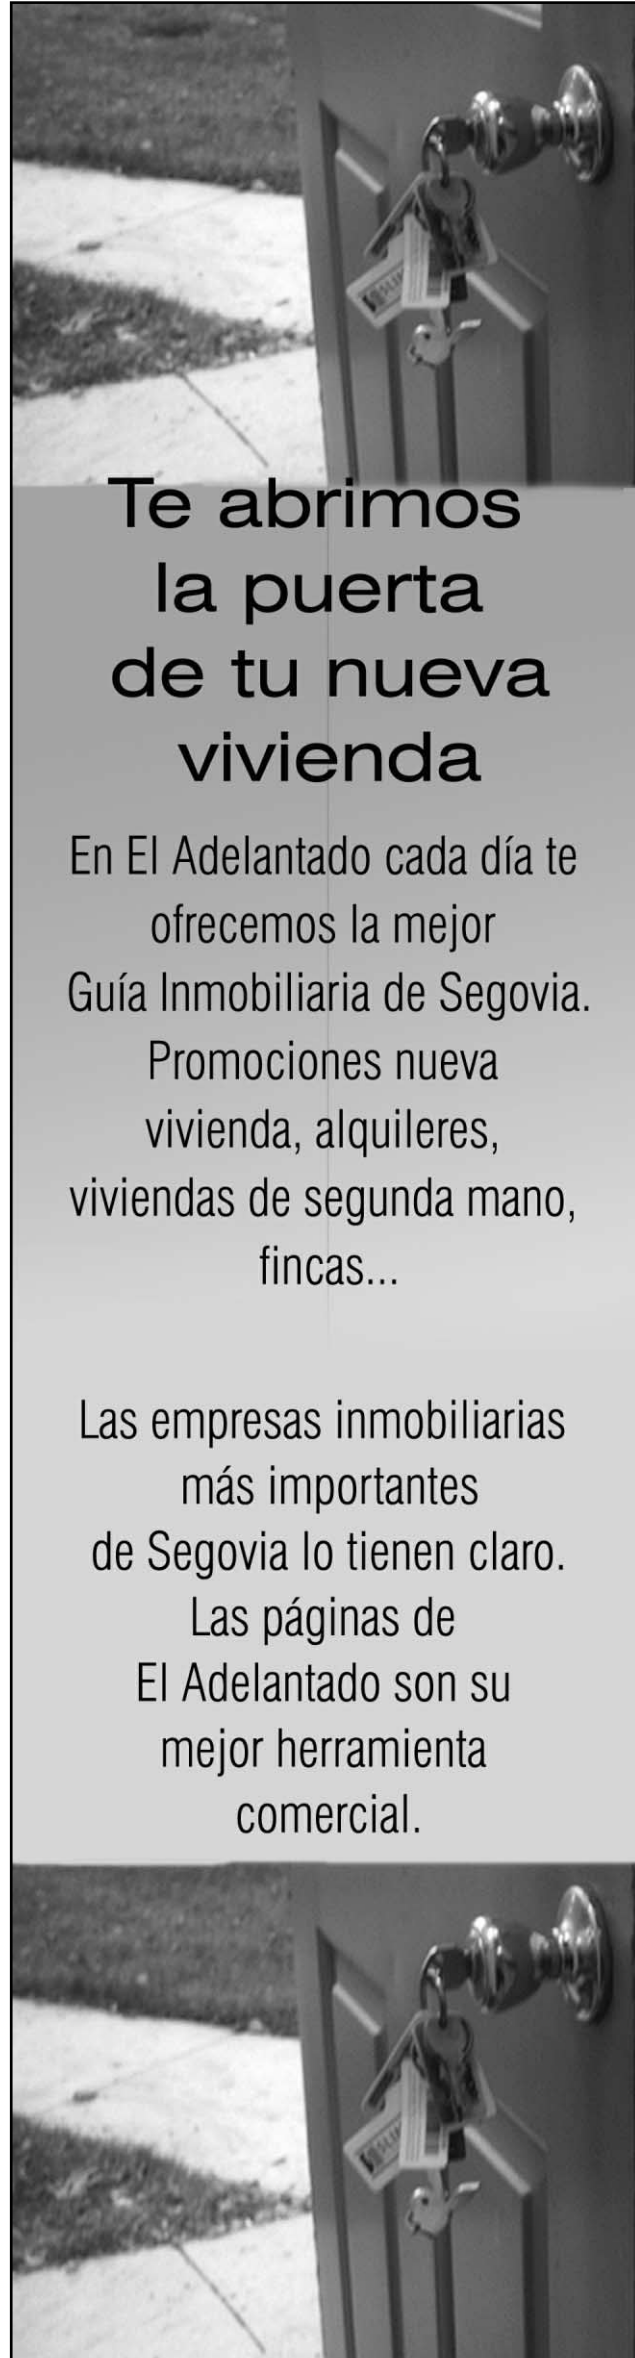 Te abrimos
la puerta
de tu nueva
vivienda
En El Adelantado cada día te
ofrecemos la mejor
Guía Inmobiliaria de Segovia.
Promociones nueva
vivienda, alquileres,
viviendas de segunda mano,
fincas...
Las empresas inmobiliarias
más importantes
de Segovia lo tienen claro.
Las páginas de
El Adelantado son su
mejor herramienta
comercial.